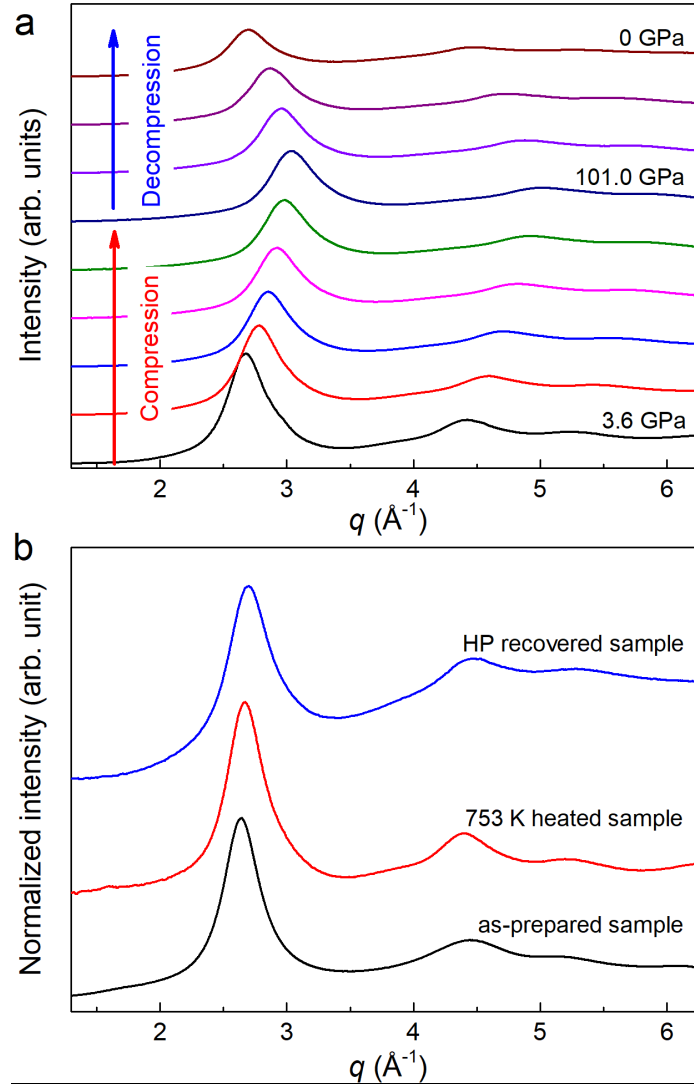 a
Intensity (arb. units)
Decompression
Compression
0 GPa
101.0 GPa
3.6 GPa
2 3 4 5 6
q (Å-1)
b
Normalized intensity (arb. unit)
HP recovered sample
753 K heated sample
as-prepared sample
2 3 4 5 6
q (Å-1)